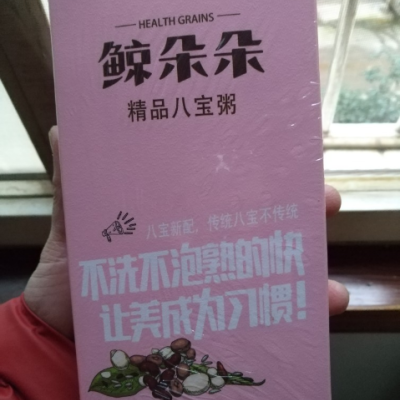 HEALTH GRAINS
鲸朵朵
精品八宝粥
八宝新配，传统八宝不传统
不洗不泡熟的快
让美成为习惯！